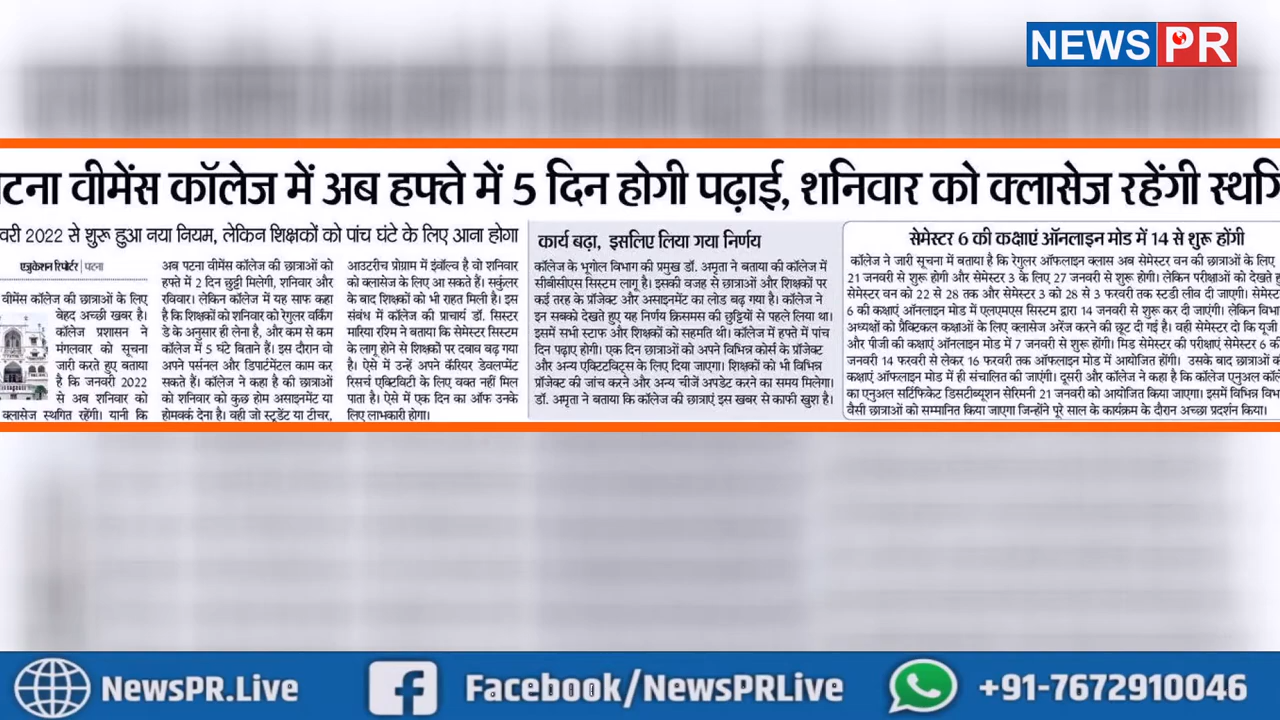 NEWS PR
पटना वीमेंस कॉलेज में अब हफ्ते में 5 दिन होगी पढ़ाई, शनिवार को क्लासेज रहेंगी
2022 से शुरू हुआ नया नियम, लेकिन शिक्षकों को पांच घंटे के लिए आना होगा
एजुकेशन रिपोर्टर | पटना
वीमेंस कॉलेज की छात्राओं के लिए
बेहद अच्छी खबर है।
कॉलेज प्रशासन ने
मंगलवार को सूचना
जारी करते हुए बताया
है कि जनवरी 2022
से अब शनिवार को
क्लासेज स्थगित रहेंगी। यानी कि
अब पटना वीमेंस कॉलेज की छात्राओं को
हफ्ते में 2 दिन छुट्टी मिलेगी, शनिवार और
रविवार। लेकिन कॉलेज में यह साफ कहा
है कि शिक्षकों को शनिवार को रेगुलर वर्किंग
डे के अनुसार ही लेना है, और कम से कम
कॉलेज में 5 घंटे बिताने हैं। इस दौरान वो
अपने पर्सनल और डिपार्टमेंटल काम कर
सकते हैं। कॉलेज ने कहा है की छात्राओं
को शनिवार को कुछ होम असाइनमेंट या
होमवर्क देना है। वही जो स्टूडेंट या टीचर,
आउटरीच प्रोग्राम में इंवॉल्व है वो शनिवार
को क्लासेज के लिए आ सकते हैं। सर्कुलर
के बाद शिक्षकों को भी राहत मिली है। इस
संबंध में कॉलेज की प्राचार्य डॉ. सिस्टर
मारिया रश्मि ने बताया कि सेमेस्टर सिस्टम
के लागू होने से शिक्षकों पर दवाव बढ़ गया
है। ऐसे में उन्हें अपने कॅरियर डेवलपमेंट
रिसर्च एक्टिविटी के लिए वक्त नहीं मिल
पाता है। ऐसे में एक दिन का ऑफ उनके
लिए लाभकारी होगा।
कार्य बढ़ा, इसलिए लिया गया निर्णय
कॉलेज के भूगोल विभाग की प्रमुख डॉ. अमृता ने बताया की कॉलेज में
सीबीसीएस सिस्टम लागू है। इसकी वजह से छात्राओं और शिक्षकों पर
कई तरह के प्रॉजेक्ट और असाइनमेंट का लोड बढ़ गया है। कॉलेज ने
इन सबको देखते हुए यह निर्णय क्रिसमस की छुट्टियों से पहले लिया था।
इसमें सभी स्टाफ और शिक्षकों को सहमति थी। कॉलेज में हफ्ते में पांच
दिन पढ़ाए होगी। एक दिन छात्राओं को अपने विभिन्न कोर्स के प्रॉजेक्ट
और अन्य एक्टिवट्सि के लिए दिया जाएगा। शिक्षकों को भी विभिन्न
प्रॉजेक्ट की जांच करने और अन्य चीजें अपडेट करने का समय मिलेगा।
डॉ. अमृता ने बताया कि कॉलेज की छात्राएं इस खबर से काफी खुश है।
सेमेस्टर 6 की कक्षाएं ऑनलाइन मोड में 14 से शुरू होंगी
कॉलेज ने जारी सूचना में बताया है कि रेगुलर ऑफलाइन क्लास अब सेमेस्टर वन की छात्राओं के लिए
21 जनवरी से शुरू होगी और सेमेस्टर 3 के लिए 27 जनवरी से शुरू होगी। लेकिन परीक्षाओं को देखते
सेमेस्टर वन को 22 से 28 तक और सेमेस्टर 3 को 28 से 3 फरवरी तक स्टडी लीव दी जाएगी।
6 की कक्षाएं ऑनलाइन मोड में एलएमएस सिस्टम द्वारा 14 जनवरी से शुरू कर दी जाएंगी। लेकिन
अध्यक्षों को प्रैक्टिकल कक्षाओं के लिए क्लासेज अरेंज करने की छूट दी गई है। वही सेमेस्टर दो कि यूजी
और पीजी की कक्षाएं ऑनलाइन मोड में 7 जनवरी से शुरू होंगी। मिड सेमेस्टर की परीक्षाएं सेमेस्टर 6 की
जनवरी 14 फरवरी से लेकर 16 फरवरी तक ऑफलाइन मोड में आयोजित होंगी। उसके बाद छात्राओं
कक्षाएं ऑफलाइन मोड में ही संचालित की जाएंगी। दूसरी और कॉलेज ने कहा है कि कॉलेज एनुअल
का एनुअल सर्टिफिकेट डिसटीब्यूशन सेरिमनी 21 जनवरी को आयोजित किया जाएगा। इसमें विभिन्न
वैसी छात्राओं को सम्मानित किया जाएगा जिन्होंने पूरे साल के कार्यक्रम के दौरान अच्छा प्रदर्शन किया।
NewsPR.Live Facebook/NewsPRLive +91-7672910046